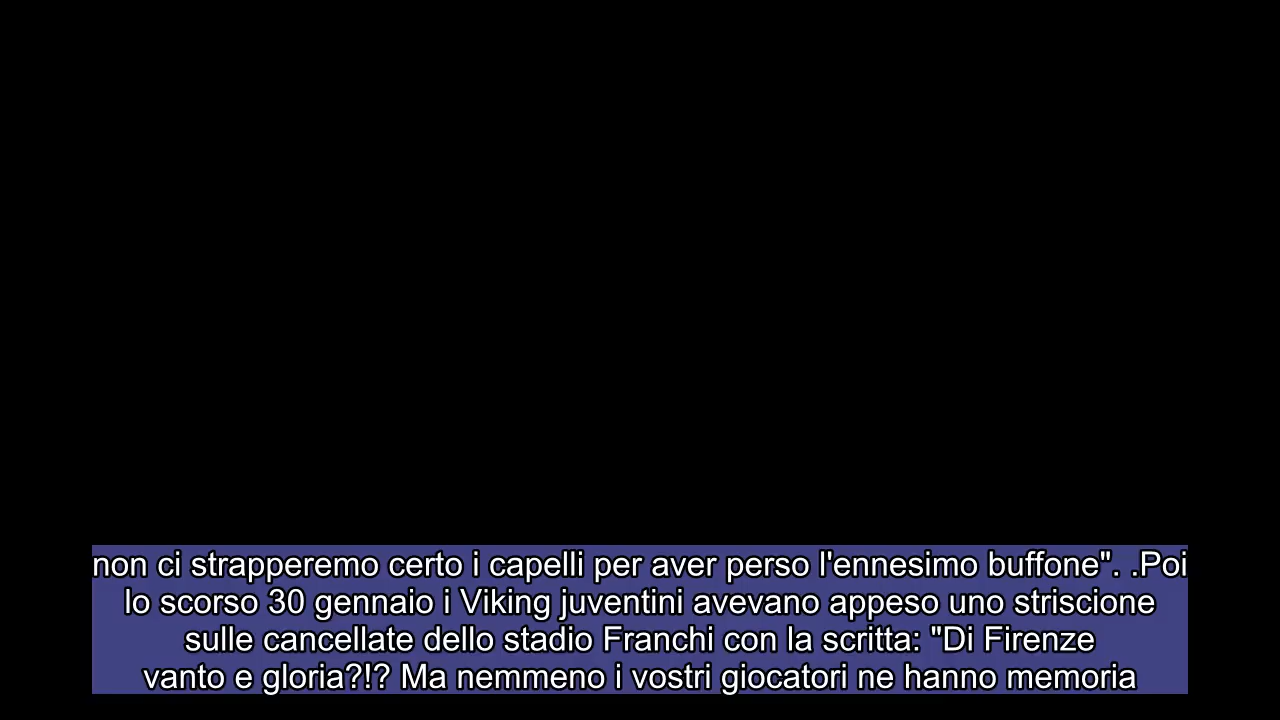 non ci strapperemo certo i capelli per aver perso l'ennesimo buffone". .Poi
lo scorso 30 gennaio i Viking juventini avevano appeso uno striscione
sulle cancellate dello stadio Franchi con la scritta: "Di Firenze
vanto e gloria?!? Ma nemmeno i vostri giocatori ne hanno memoria